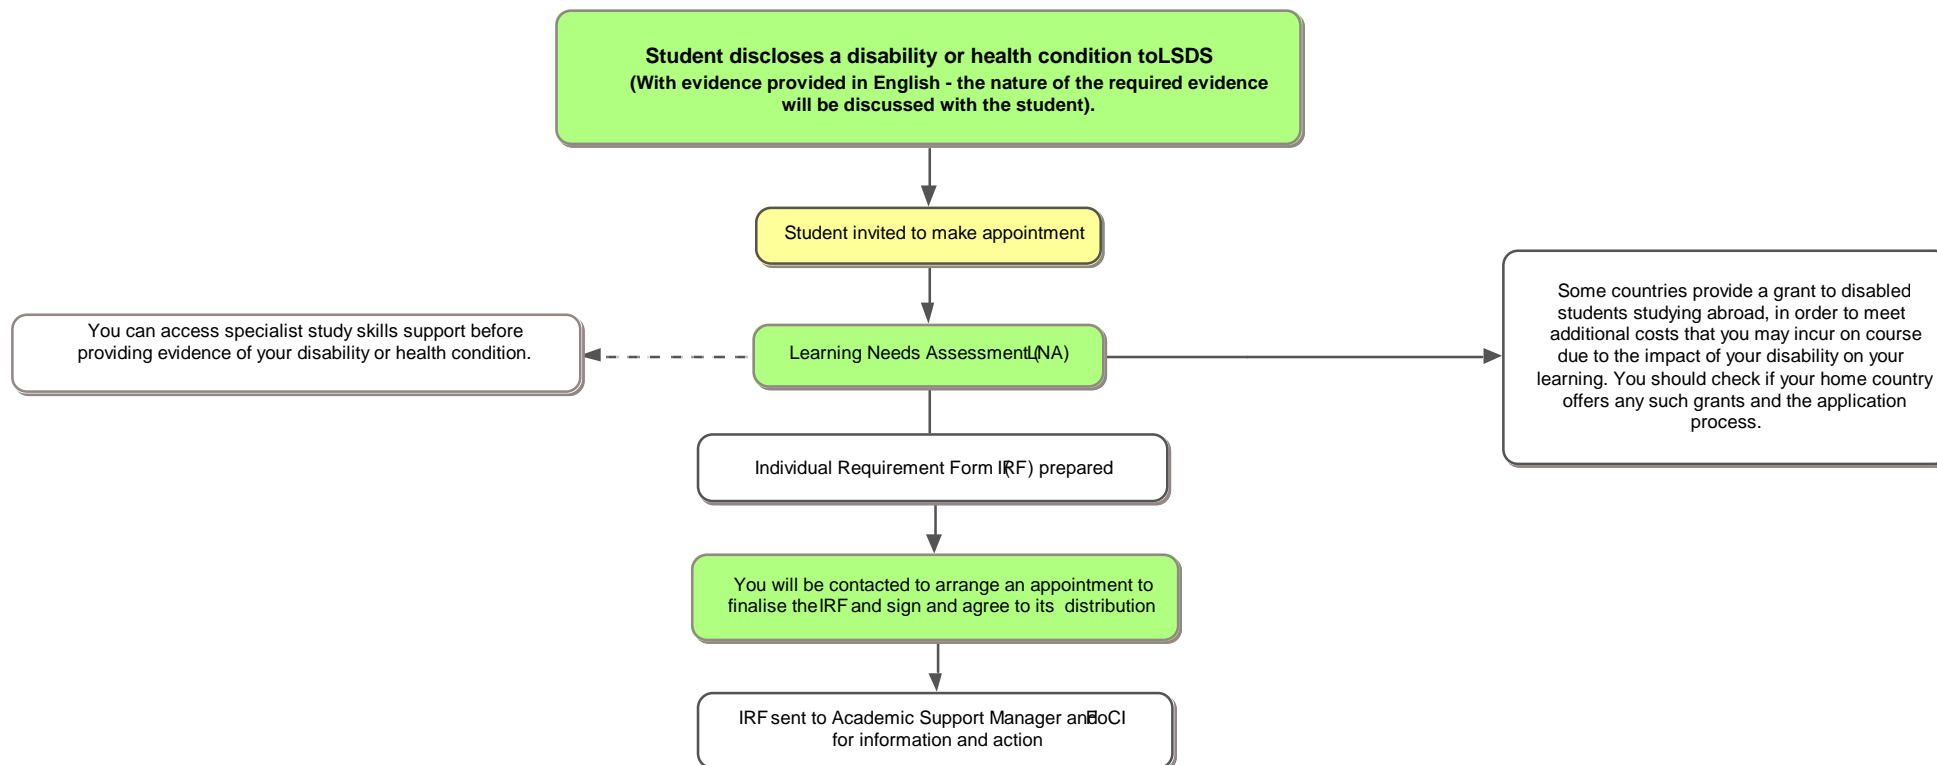 Student discloses a disability or health condition toLSDS
(With evidence provided in English - the nature of the required evidence
will be discussed with the student).
Student invited to make appointment
You can access specialist study skills support before
providing evidence of your disability or health condition.
Learning Needs Assessment (LNA)
Some countries provide a grant to disabled
students studying abroad, in order to meet
additional costs that you may incur on course
due to the impact of your disability on your
learning. You should check if your home country
offers any such grants and the application
process.
Individual Requirement Form (IRF) prepared
You will be contacted to arrange an appointment to
finalise the IRF and sign and agree to its distribution
IRF sent to Academic Support Manager and
for information and action